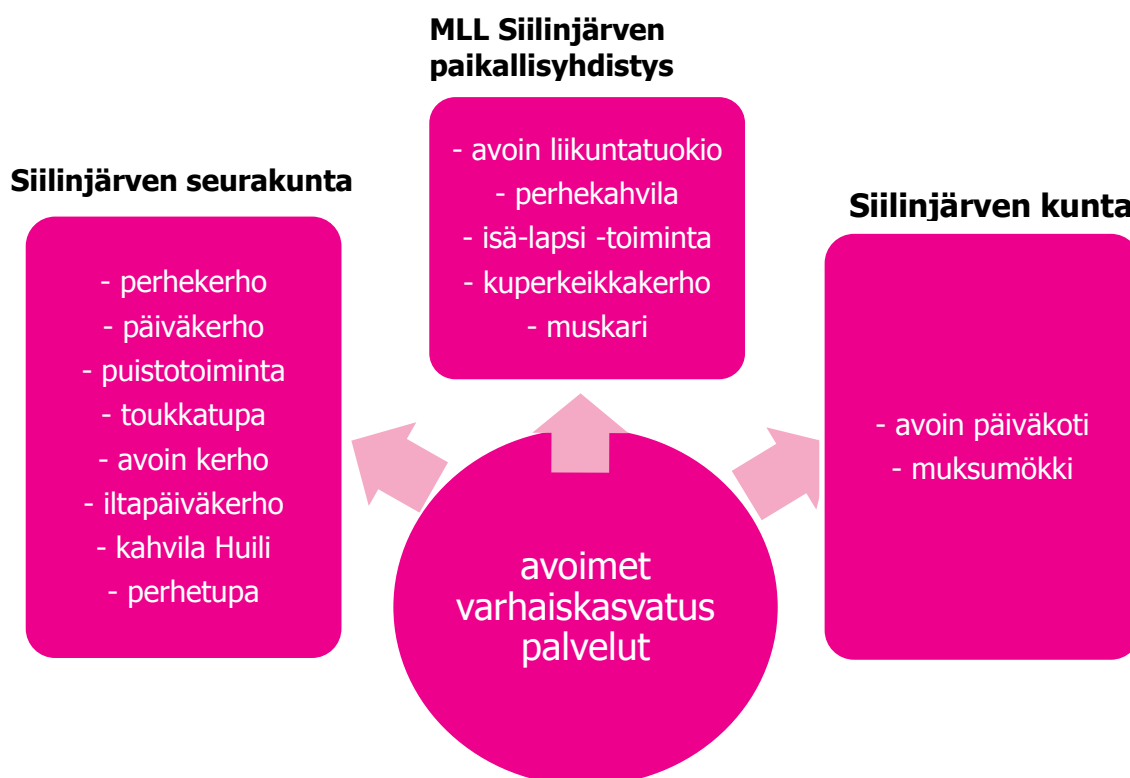 MLL Siilinjärven
paikallisyhdistys
- avoin liikuntatuokio
- perhekahvila
- isä-lapsi -toiminta
- kuperkeikkakerho
- muskari
Siilinjärven seurakunta
- perhekerho
- päiväkerho
- puistotoiminta
- toukkatupa
- avoin kerho
- iltapäiväkerho
- kahvila Huili
- perhetupa
Siilinjärven kunta
- avoin päiväkoti
- muksumökki
avoimet
varhaiskasvatus
palvelut